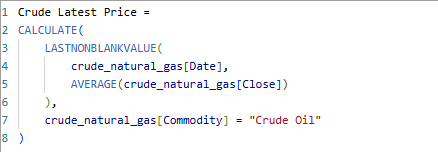 1 Crude Latest Price =
2 CALCULATE(
3 LASTNONBLANKVALUE(
4 crude_natural_gas[Date],
5 AVERAGE(crude_natural_gas[Close])
6 ),
7 crude_natural_gas[Commodity] = "Crude Oil"
8 )